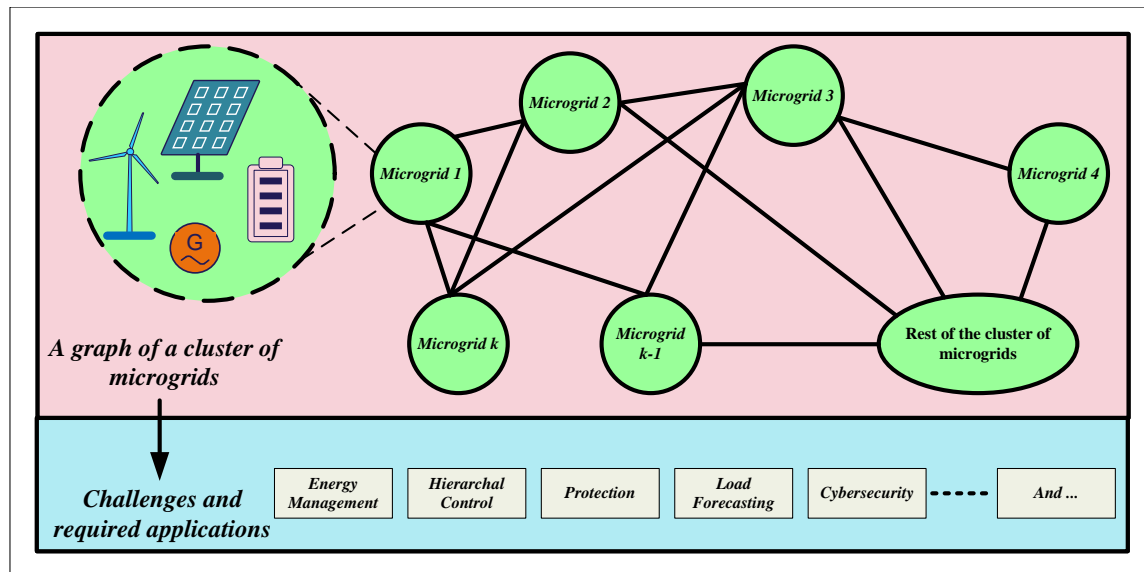 Microgrid 1
Microgrid 2
Microgrid 3
Microgrid 4
G
Microgrid k
Microgrid
k-1
Rest of the cluster of
microgrids
A graph of a cluster of
microgrids
Challenges and
required applications
Energy
Management
Hierarchal
Control
Protection
Load
Forecasting
Cybersecurity
And ...